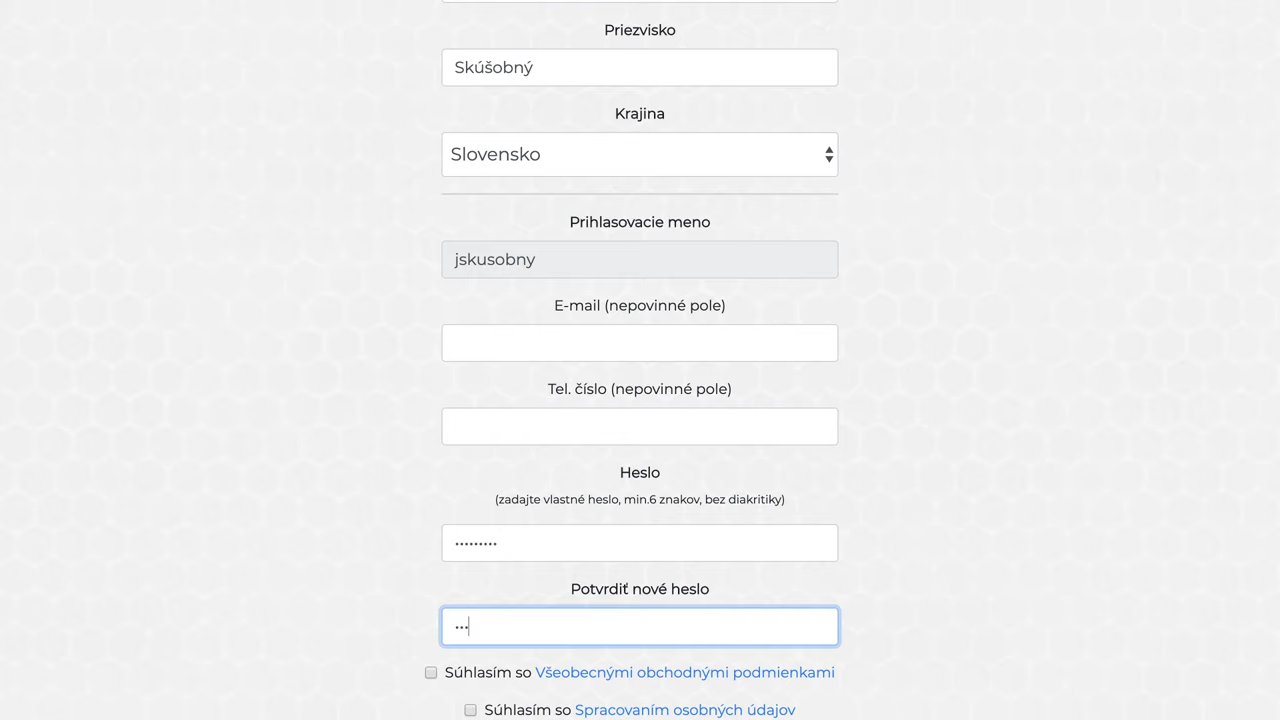 Priezvisko
Skúšobný
Krajina
Slovensko
Prihlasovacie meno
jskusobny
E-mail (nepovinné pole)
Tel. číslo (nepovinné pole)
Heslo
(zadajte vlastné heslo, min.6 znakov, bez diakritiky)
•••••••••
Potvrdiť nové heslo
•••
Súhlasím so Všeobecnými obchodnými podmienkami
Súhlasím so Spracovaním osobných údajov